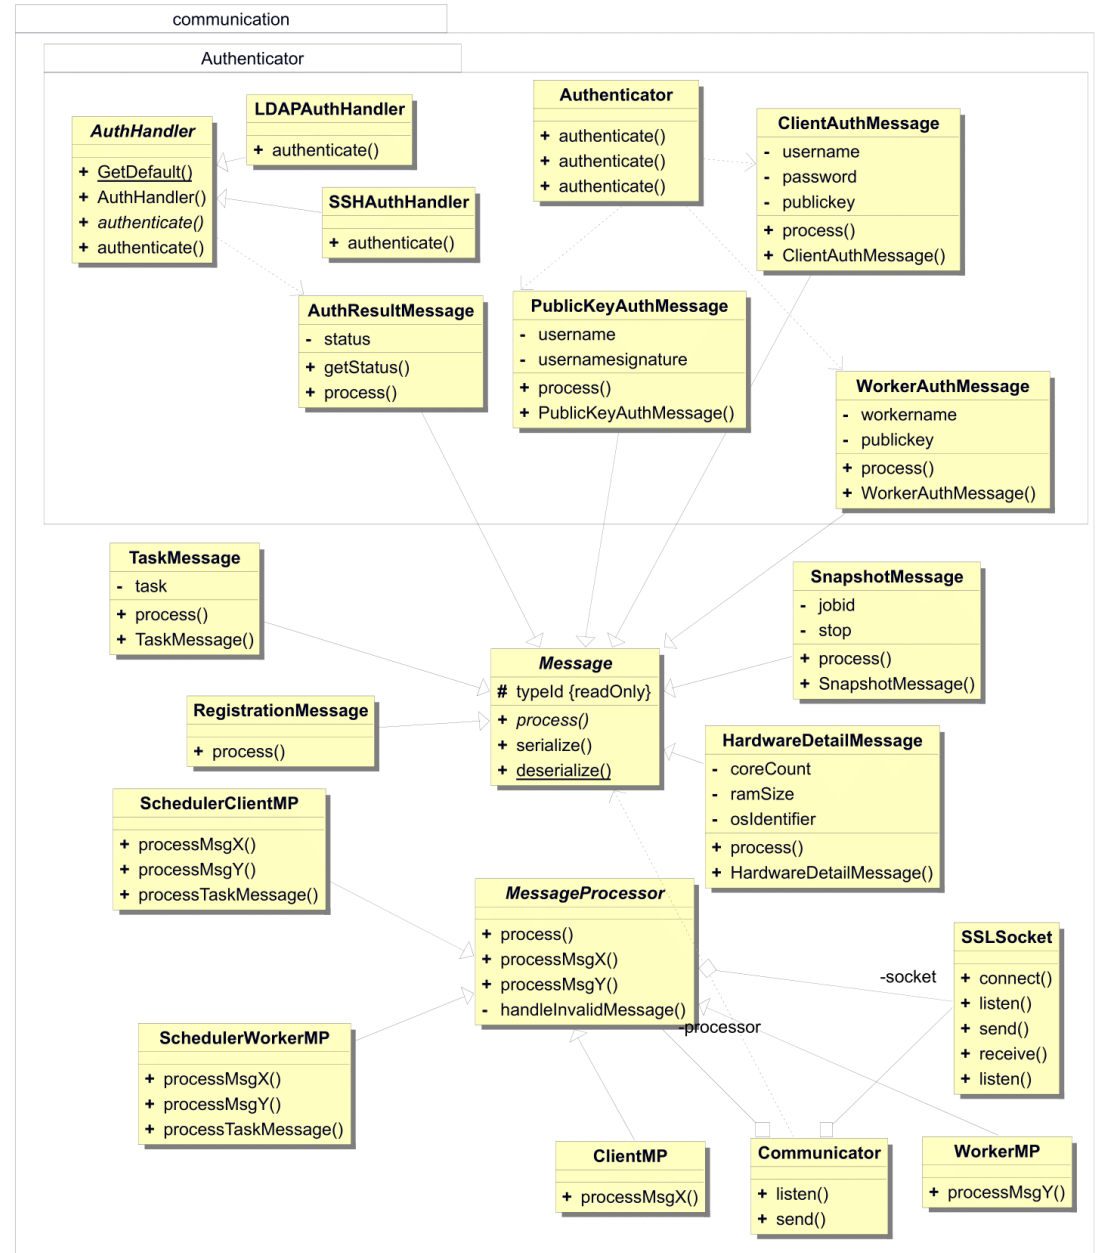 communication
Authenticator
AuthHandler
+ GetDefault()
+ AuthHandler()
+ authenticate()
+ authenticate()
LDAPAuthHandler
+ authenticate()
SSHAuthHandler
+ authenticate()
Authenticator
+ authenticate()
+ authenticate()
+ authenticate()
ClientAuthMessage
- username
- password
- publickey
+ process()
+ ClientAuthMessage()
AuthResultMessage
- status
+ getStatus()
+ process()
PublicKeyAuthMessage
- username
- usernamesignature
+ process()
+ PublicKeyAuthMessage()
WorkerAuthMessage
- workername
- publickey
+ process()
+ WorkerAuthMessage()
TaskMessage
- task
+ process()
+ TaskMessage()
SnapshotMessage
- jobid
- stop
+ process()
+ SnapshotMessage()
Message
# typeId {readOnly}
+ process()
+ serialize()
+ deserialize()
RegistrationMessage
+ process()
HardwareDetailMessage
- coreCount
- ramSize
- osIdentifier
+ process()
+ HardwareDetailMessage()
SchedulerClientMP
+ processMsgX()
+ processMsgY()
+ processTaskMessage()
MessageProcessor
+ process()
+ processMsgX()
+ processMsgY()
- handleInvalidMessage()
-socket
-processor
SSLSocket
+ connect()
+ listen()
+ send()
+ receive()
+ listen()
SchedulerWorkerMP
+ processMsgX()
+ processMsgY()
+ processTaskMessage()
ClientMP
+ processMsgX()
Communicator
+ listen()
+ send()
WorkerMP
+ processMsgY()